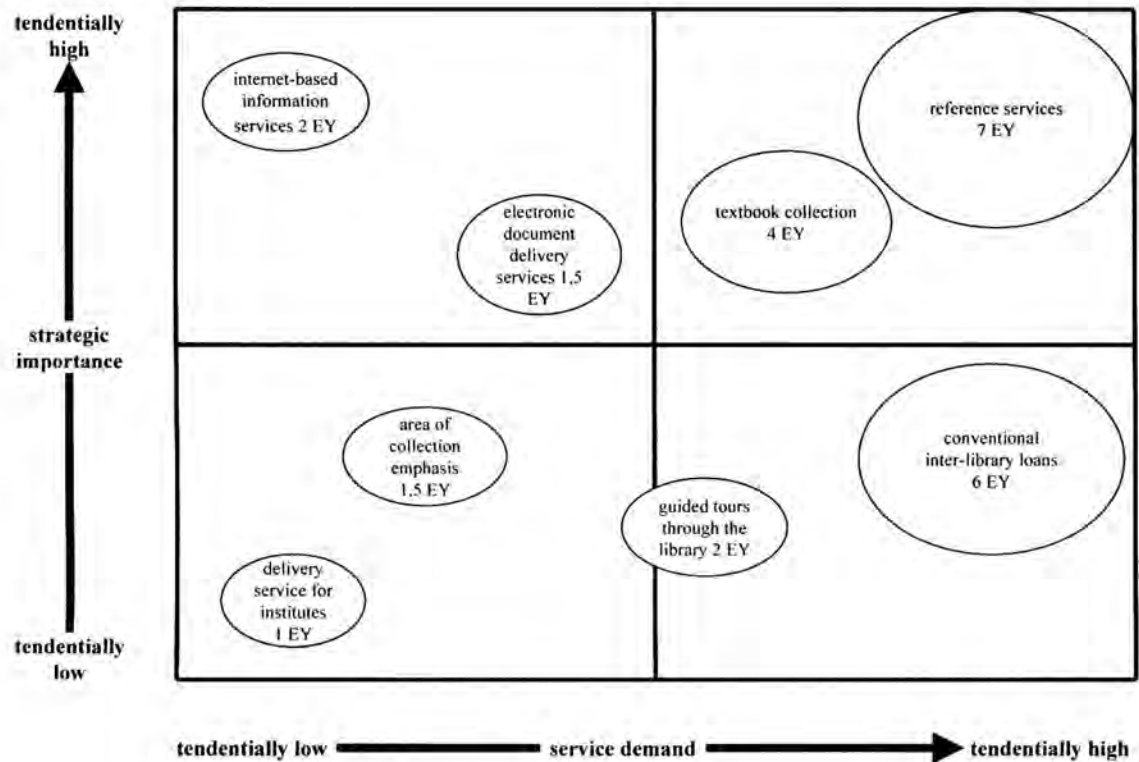 tendentially
high
strategic
importance
tendentially
low
internet-based
information
services 2 EY
electronic
document
delivery
services 1,5
EY
textbook collection
4 EY
reference services
7 EY
area of
collection
emphasis
1,5 EY
delivery
service for
institutes
1 EY
guided tours
through the
library 2 EY
conventional
inter-library loans
6 EY
tendentially low
service demand
tendentially high